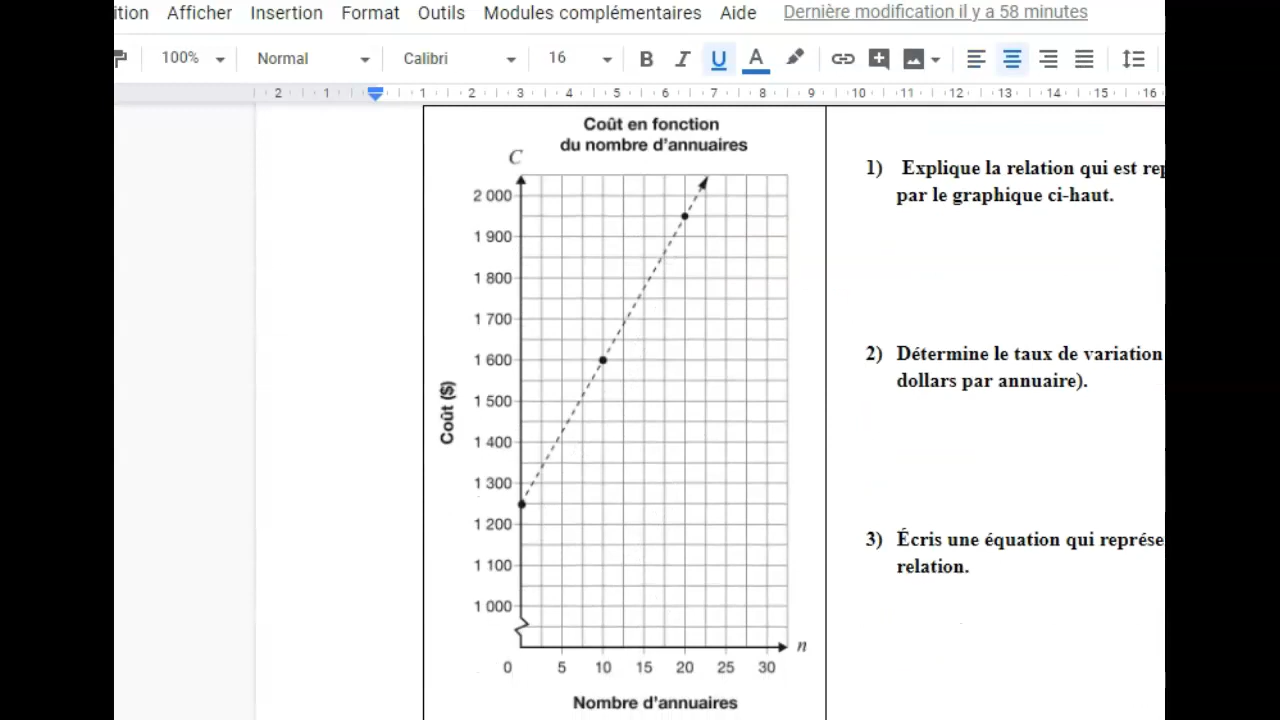 ition Afficher Insertion Format Outils Modules complémentaires Aide Dernière modification il y a 58 minutes
100% Normal Calibri 16 B I U A
2 1 1 2 3 4 5 6 7 8 9 10 11 12 13 14 15 16
Coût en fonction
du nombre d'annuaires
C
2 000
1 900
1 800
1 700
1 600
1 500
1 400
1 300
1 200
1 100
1 000
Coût ($)
0 5 10 15 20 25 30
n
Nombre d'annuaires
1) Explique la relation qui est rep
par le graphique ci-haut.
2) Détermine le taux de variation
dollars par annuaire).
3) Écris une équation qui représe
relation.